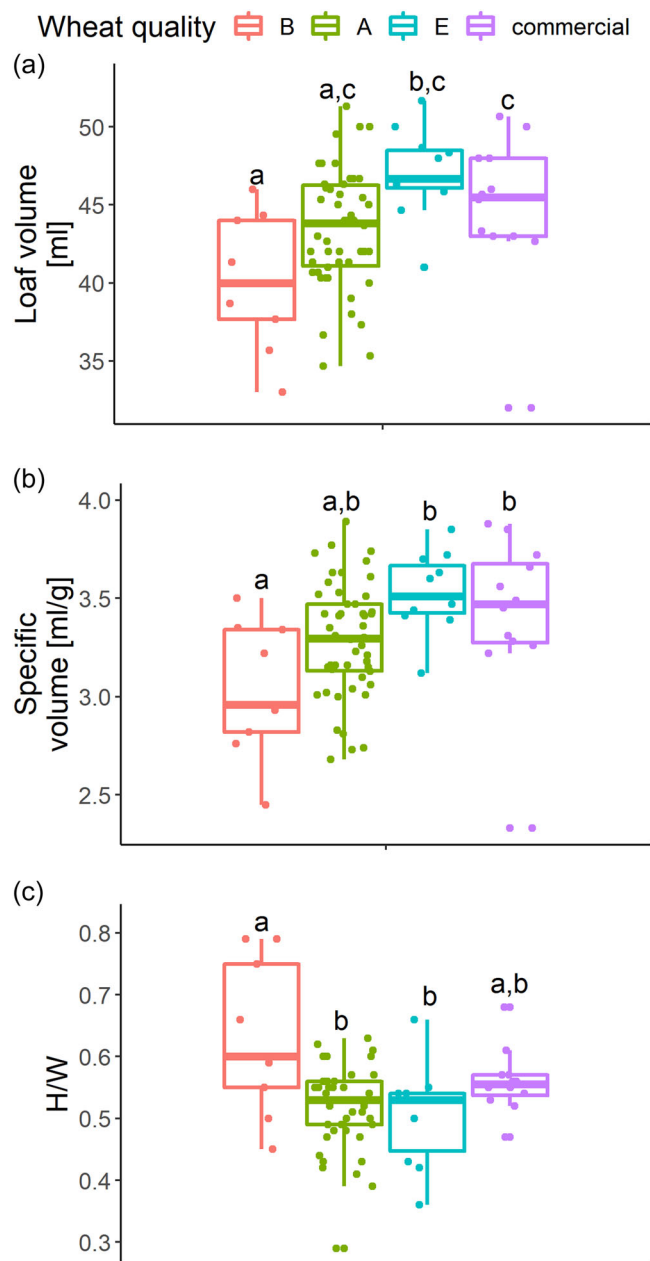 Wheat quality B A E commercial
(a)
a a,c b,c c
50
45
40
35
Loaf volume
[ml]
(b)
a a,b b b
4.0
3.5
3.0
2.5
Specific
volume [ml/g]
(c)
a b b a,b
0.8
0.7
0.6
0.5
0.4
0.3
H/W